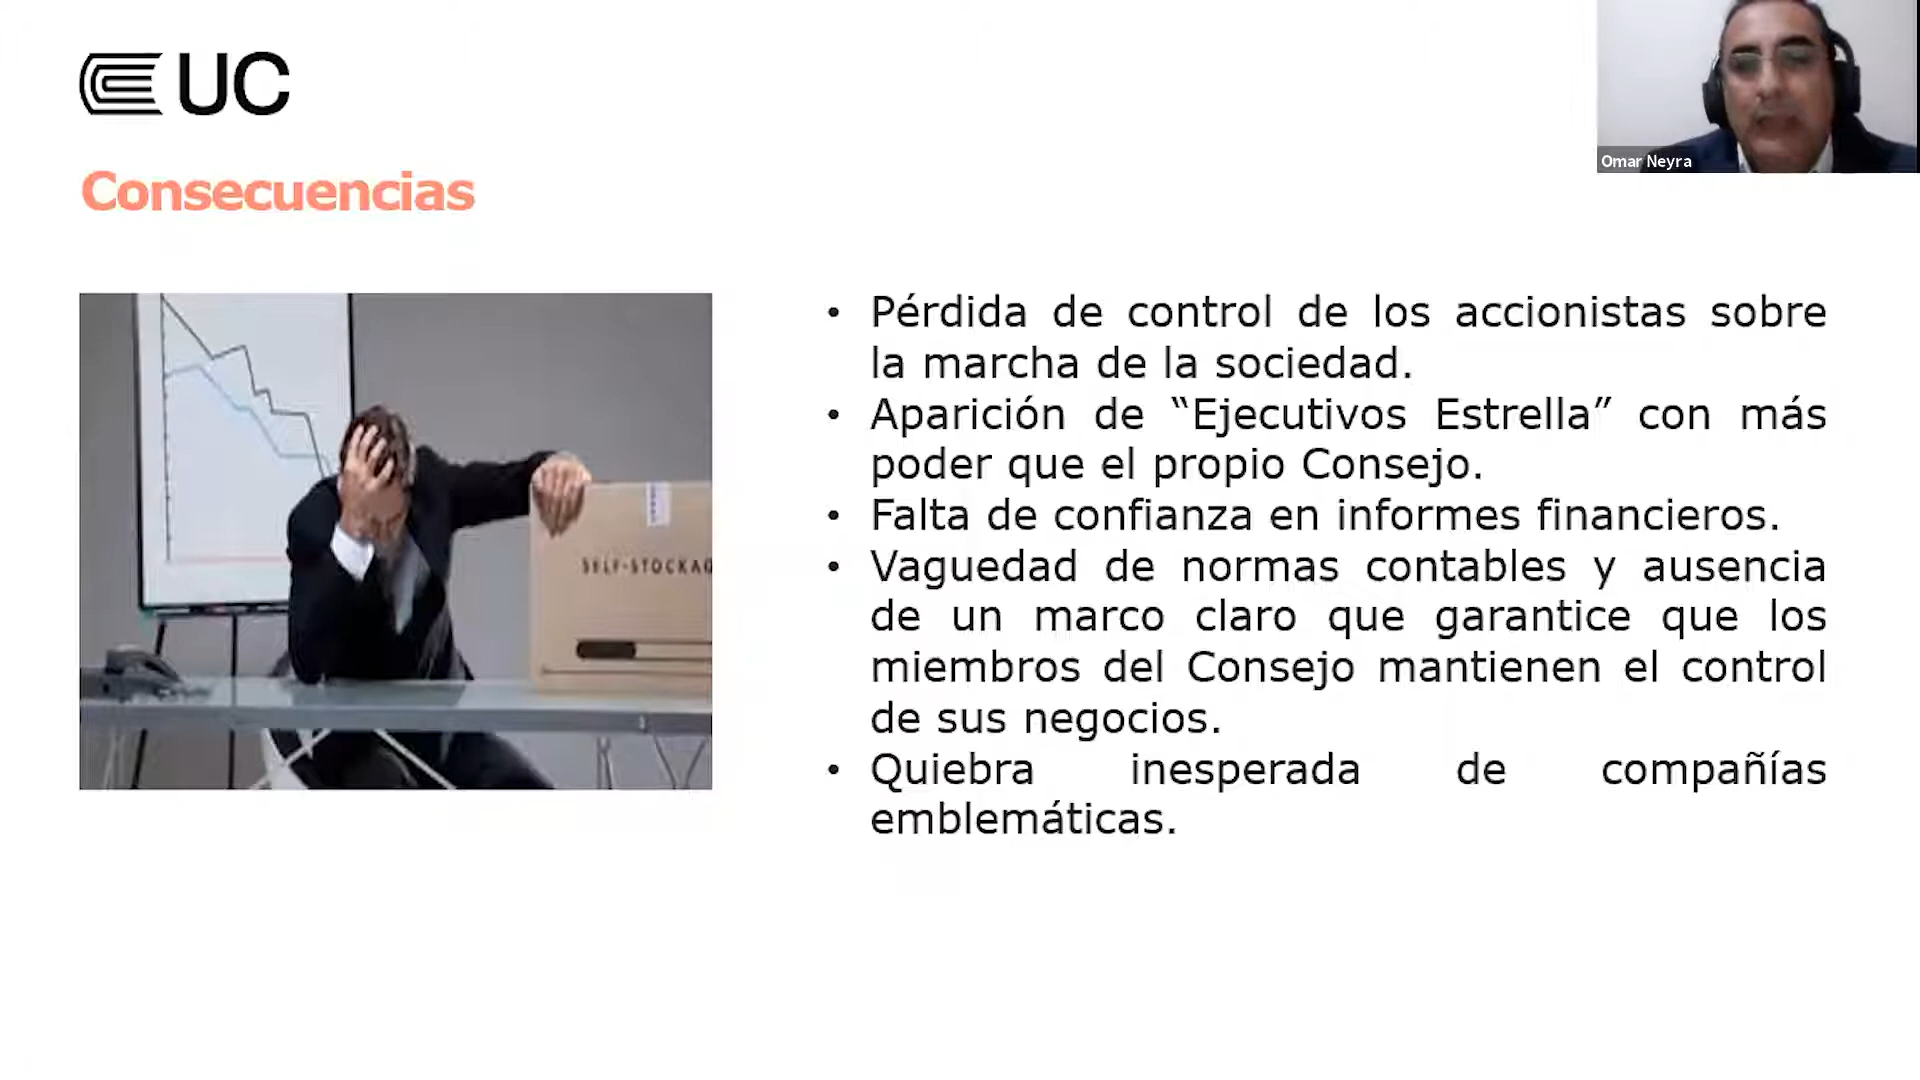 UC
Omar Neyra
Consecuencias
• Pérdida de control de los accionistas sobre
la marcha de la sociedad.
• Aparición de “Ejecutivos Estrella” con más
poder que el propio Consejo.
• Falta de confianza en informes financieros.
• Vaguedad de normas contables y ausencia
de un marco claro que garantice que los
miembros del Consejo mantienen el control
de sus negocios.
• Quiebra inesperada de compañías
emblemáticas.
SELF-STOCKAG